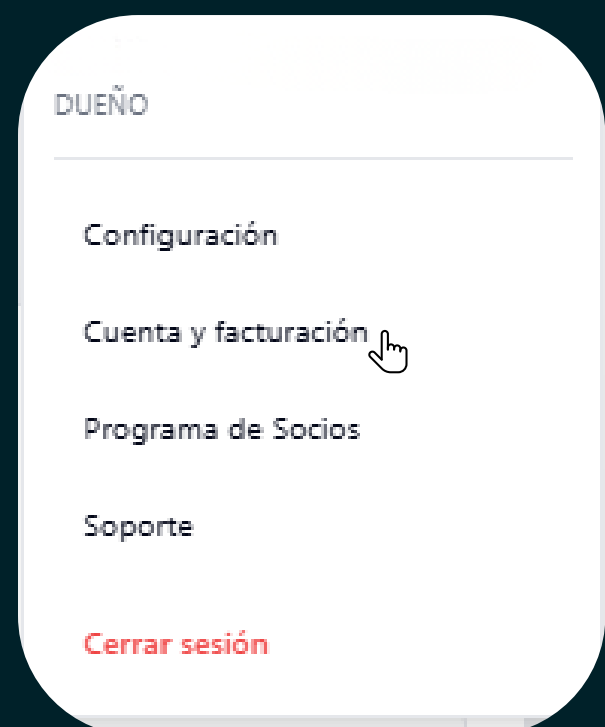 DUEÑO
Configuración
Cuenta y facturación
Programa de Socios
Soporte
Cerrar sesión